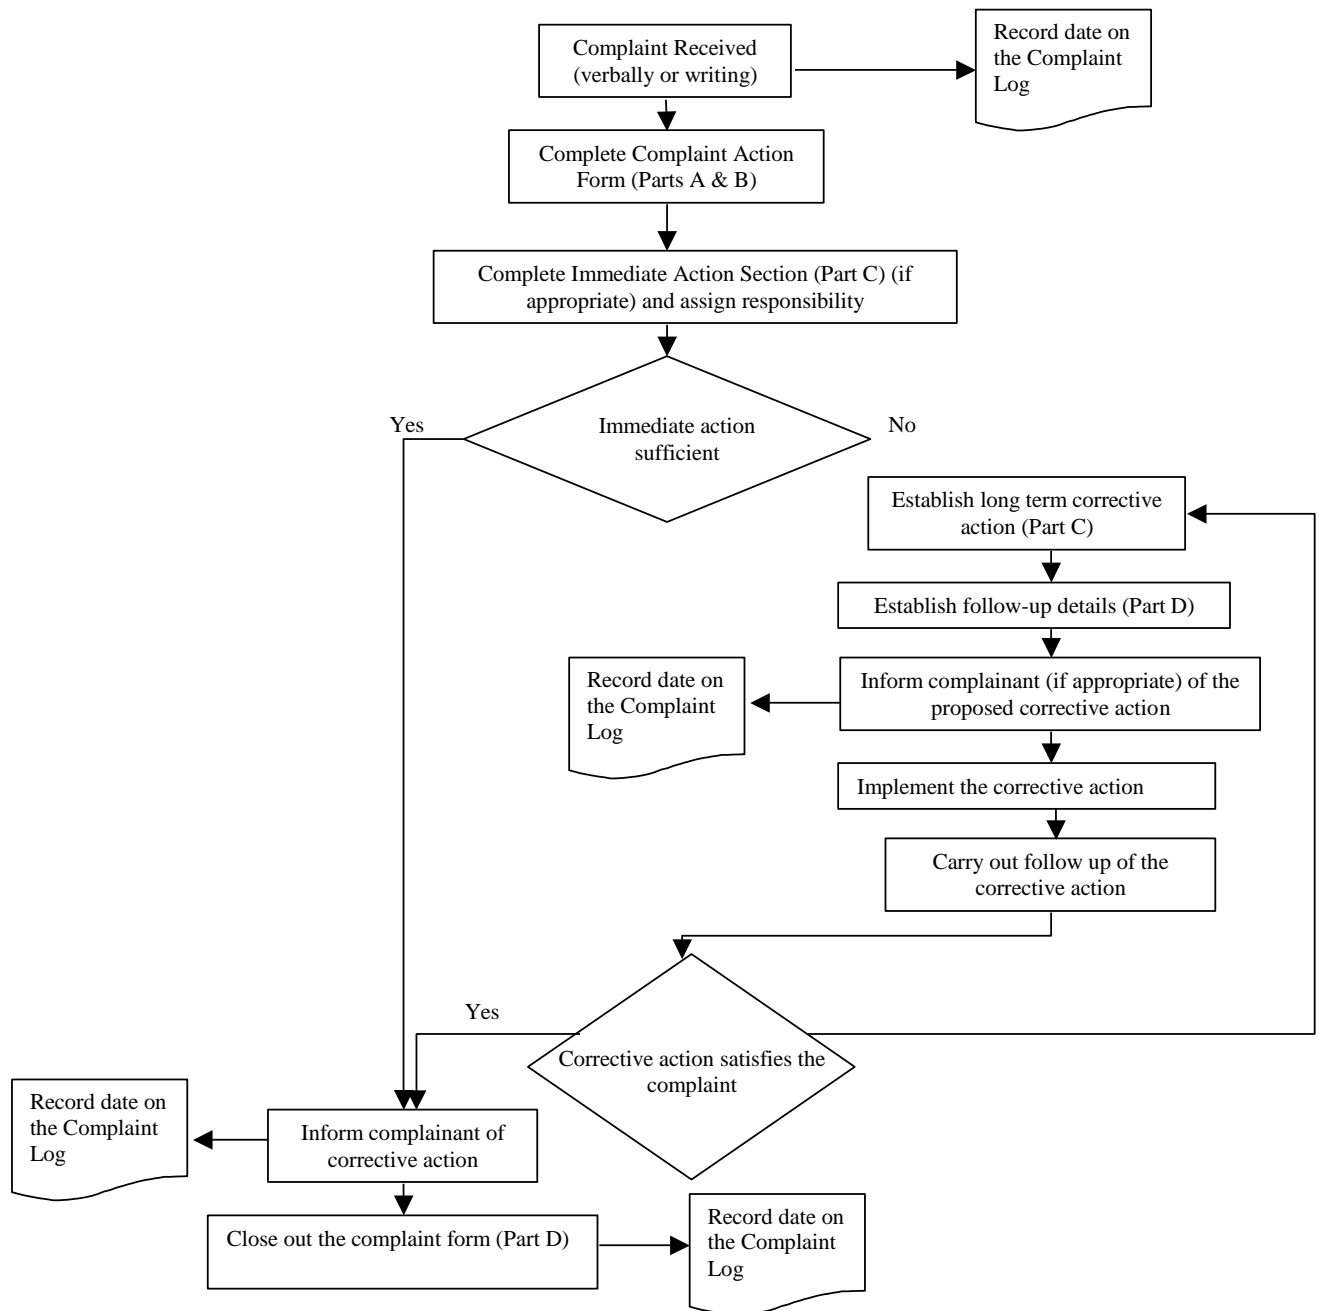 Complaint Received
(verbally or writing)
Record date on
the Complaint
Log
Complete Complaint Action
Form (Parts A & B)
Complete Immediate Action Section (Part C) (if
appropriate) and assign responsibility
Yes
Immediate action
sufficient
No
Establish long term corrective
action (Part C)
Establish follow-up details (Part D)
Record date on
the Complaint
Log
Inform complainant (if appropriate) of the
proposed corrective action
Implement the corrective action
Carry out follow up of the
corrective action
Yes
Corrective action satisfies the
complaint
Record date on
the Complaint
Log
Inform complainant of
corrective action
Close out the complaint form (Part D)
Record date on
the Complaint
Log